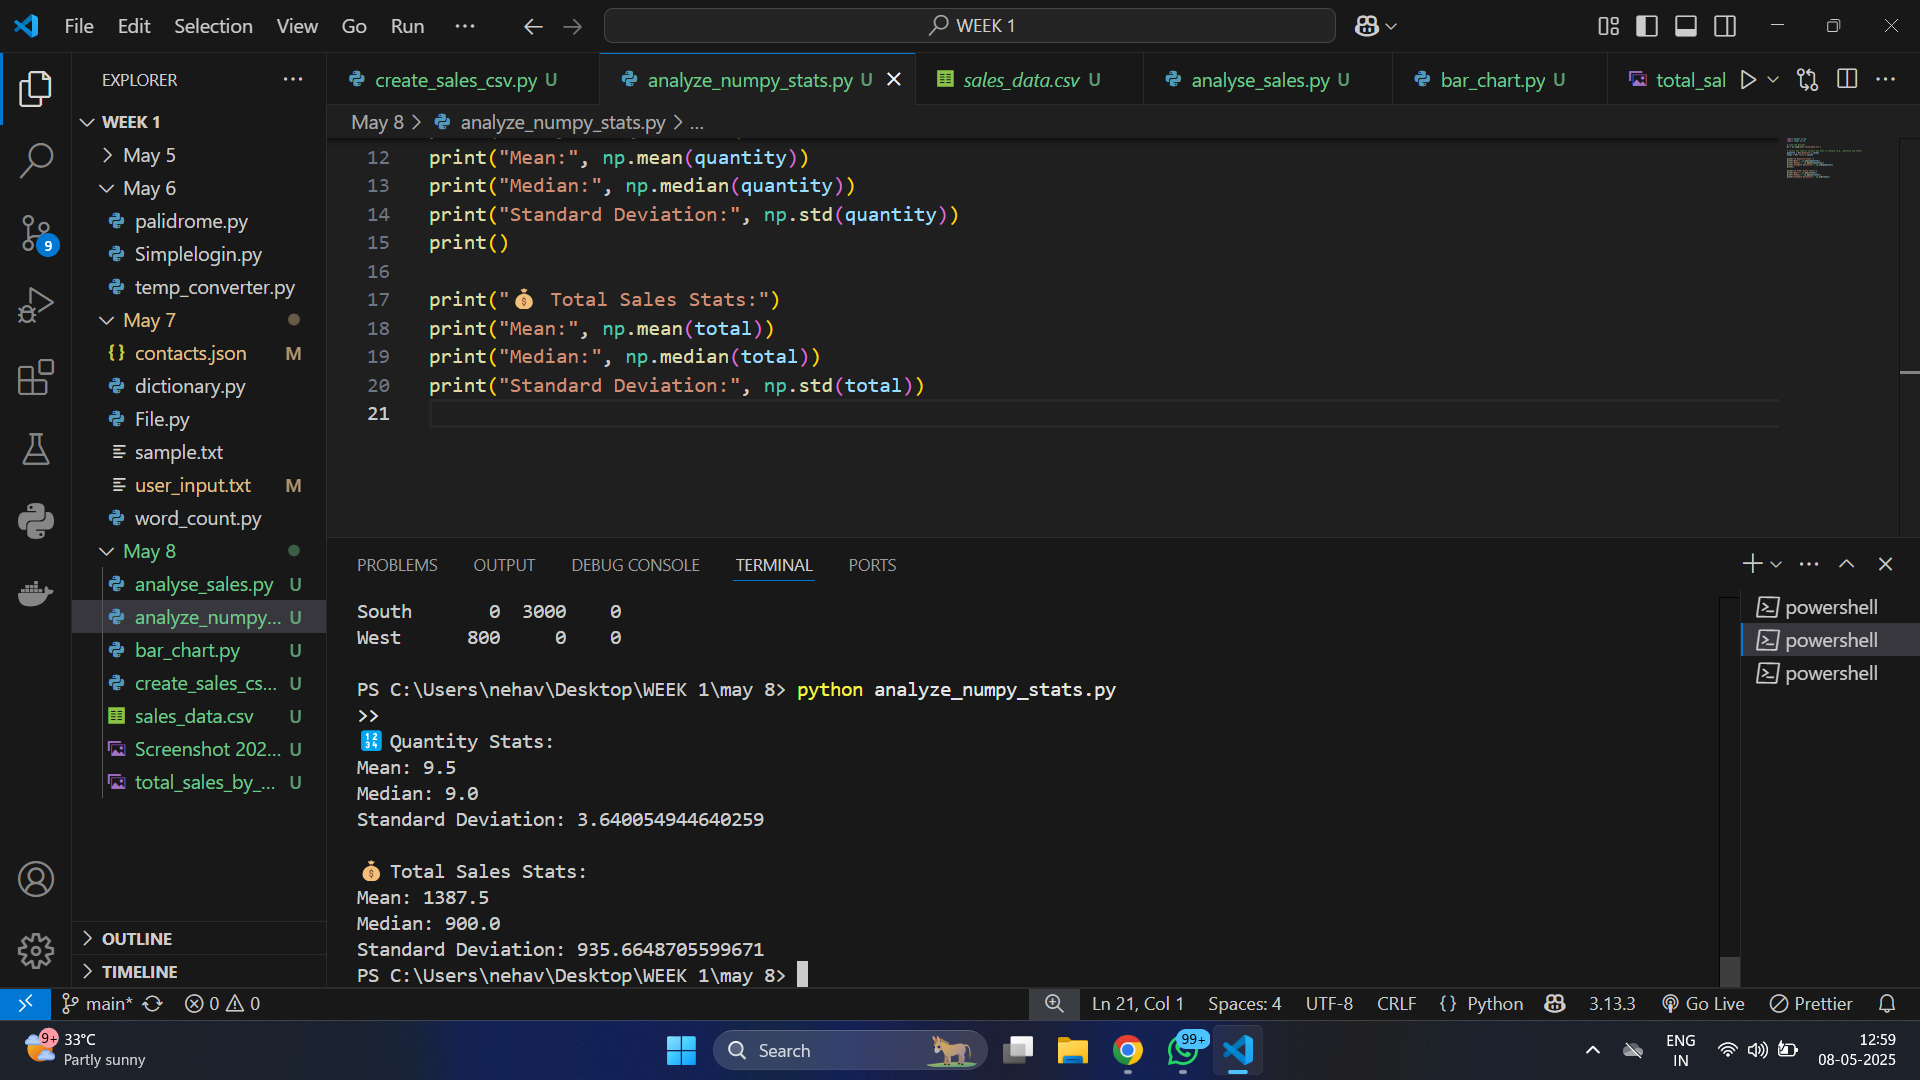 File Edit Selection View Go Run ···
WEEK 1
EXPLORER ···
create_sales_csv.py U
analyze_numpy_stats.py U
sales_data.csv U
analyse_sales.py U
bar_chart.py U
total_sal
May 8 > analyze_numpy_stats.py > ...
WEEK 1
May 5
May 6
palidrome.py
Simplelogin.py
temp_converter.py
May 7
contacts.json M
dictionary.py
File.py
sample.txt
user_input.txt M
word_count.py
May 8
analyse_sales.py U
analyze_numpy... U
bar_chart.py U
create_sales_cs... U
sales_data.csv U
Screenshot 202... U
total_sales_by_... U
OUTLINE
TIMELINE
9
12 print("Mean:", np.mean(quantity))
13 print("Median:", np.median(quantity))
14 print("Standard Deviation:", np.std(quantity))
15 print()
16
17 print("💰 Total Sales Stats:")
18 print("Mean:", np.mean(total))
19 print("Median:", np.median(total))
20 print("Standard Deviation:", np.std(total))
21
PROBLEMS OUTPUT DEBUG CONSOLE TERMINAL PORTS
South 0 3000 0
West 800 0 0
PS C:\Users\nehav\Desktop\WEEK 1\may 8> python analyze_numpy_stats.py
>>
🔢 Quantity Stats:
Mean: 9.5
Median: 9.0
Standard Deviation: 3.640054944640259
💰 Total Sales Stats:
Mean: 1387.5
Median: 900.0
Standard Deviation: 935.6648705599671
PS C:\Users\nehav\Desktop\WEEK 1\may 8>
powershell
powershell
powershell
main* 0 0
Ln 21, Col 1 Spaces: 4 UTF-8 CRLF {} Python 3.13.3 Go Live Prettier
9+
33°C
Partly sunny
Search
99+
ENG
IN
12:59
08-05-2025